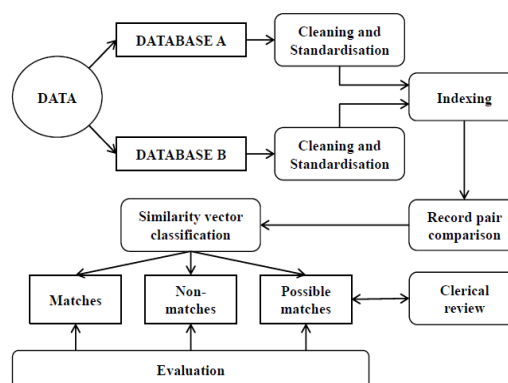 Cleaning and
Standardisation
DATABASE A
DATA
Indexing
DATABASE B
Cleaning and
Standardisation
Similarity vector
classification
Record pair
comparison
Matches
Non-
matches
Possible
matches
Clerical
review
Evaluation